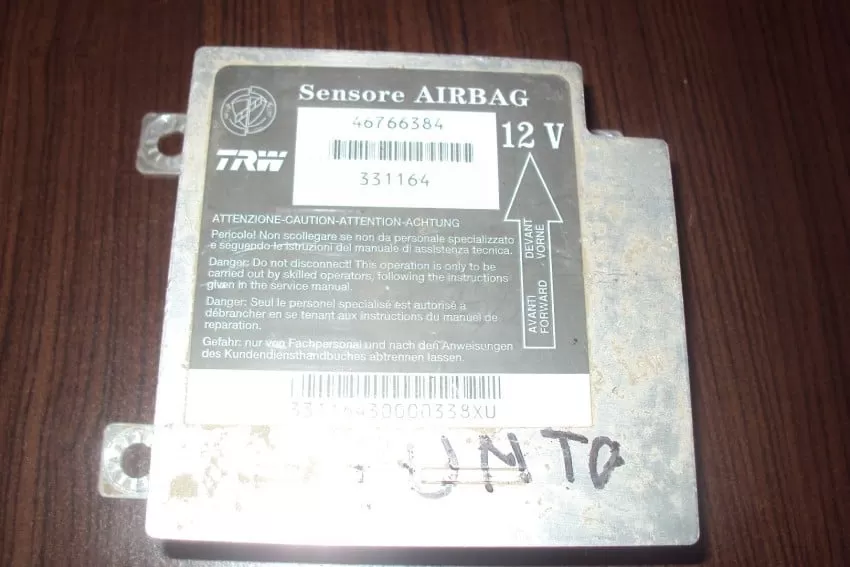 Sensore AIRBAG
46766384
12 V
TRW
331164
ATTENZIONE-CAUTION-ATTENTION-ACHTUNG
Pericolo! Non scollegare se non da personale specializzato
e seguendo le istruzioni del manuale di assistenza tecnica.
Danger: Do not disconnect! This operation is only to be
carried out by skilled operators, following the instructions
given in the service manual.
Danger: Seul le personel specialisé est autorisé a
débrancher en se tenant aux instructions du manuel de
reparation.
Gefahr: nur von Fachpersonal und nach den Anweisungen
des Kundendiensthandbuches abtrennen lassen.
AVANTI DEVANT
FORWARD VORNE
33116430000338XU
UNTO